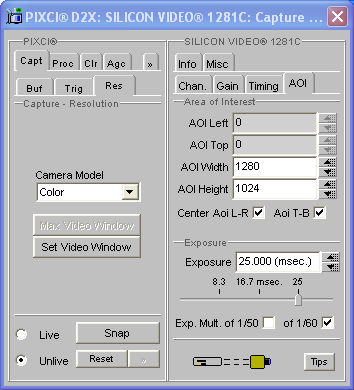 PIXCI® D2X: SILICON VIDEO® 1281C: Capture ...
PIXCI®
Capt Proc Clr Agc »
Buf Trig Res
Capture - Resolution
Camera Model
Color
Max Video Window
Set Video Window
Live
Snap
Unlive
Reset »
SILICON VIDEO® 1281C
Info Misc
Chan. Gain Timing AOI
Area of Interest
AOI Left 0
AOI Top 0
AOI Width 1280
AOI Height 1024
Center Aoi L-R Aoi T-B
Exposure
Exposure 25.000 (msec.)
8.3 16.7 msec. 25
Exp. Mult. of 1/50 of 1/60
Tips